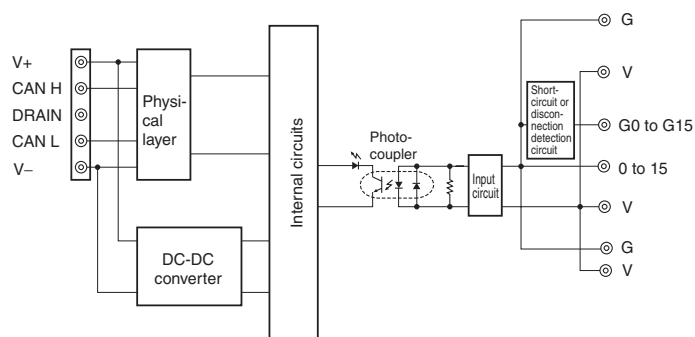 V+
CAN H
DRAIN
CAN L
V–
Physi-
cal
layer
DC-DC
converter
Internal circuits
Photo-
coupler
Input
circuit
Short-
circuit or
discon-
nection
detection
circuit
G
V
G0 to G15
0 to 15
V
G
V